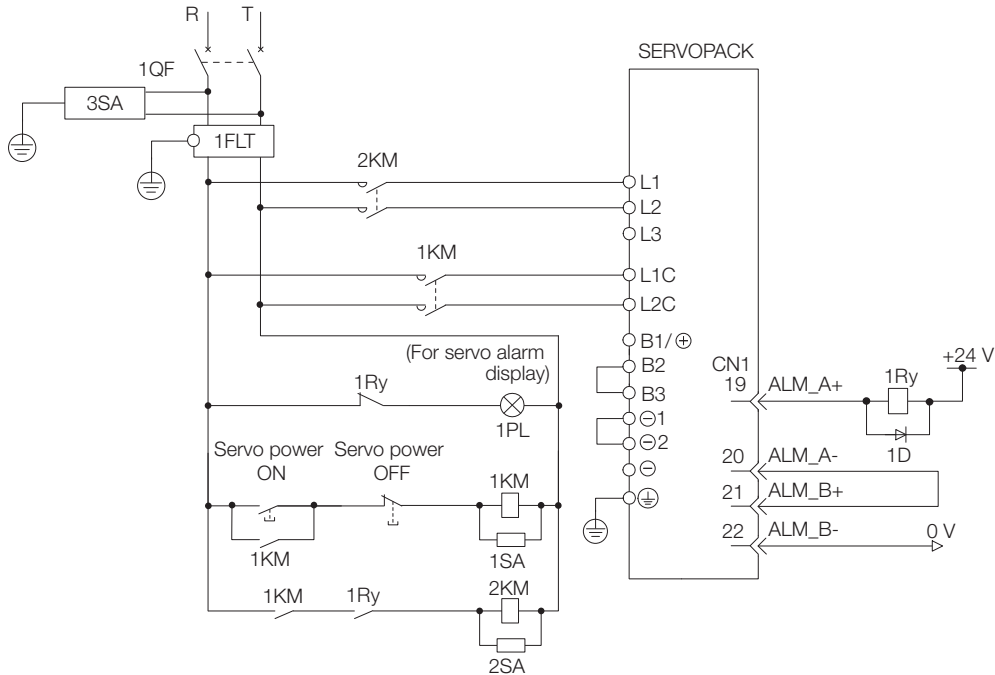 R
T
SERVOPACK
1QF
3SA
1FLT
2KM
L1
L2
L3
1KM
L1C
L2C
B1/⊕
(For servo alarm
display)
B2
CN1
+24 V
1Ry
B3
19
ALM_A+
1Ry
1PL
⊖1
1D
Servo power
ON
Servo power
OFF
⊖2
20
ALM_A-
⊖
1KM
21
ALM_B+
1KM
1SA
22
ALM_B-
0 V
1KM
1Ry
2KM
2SA